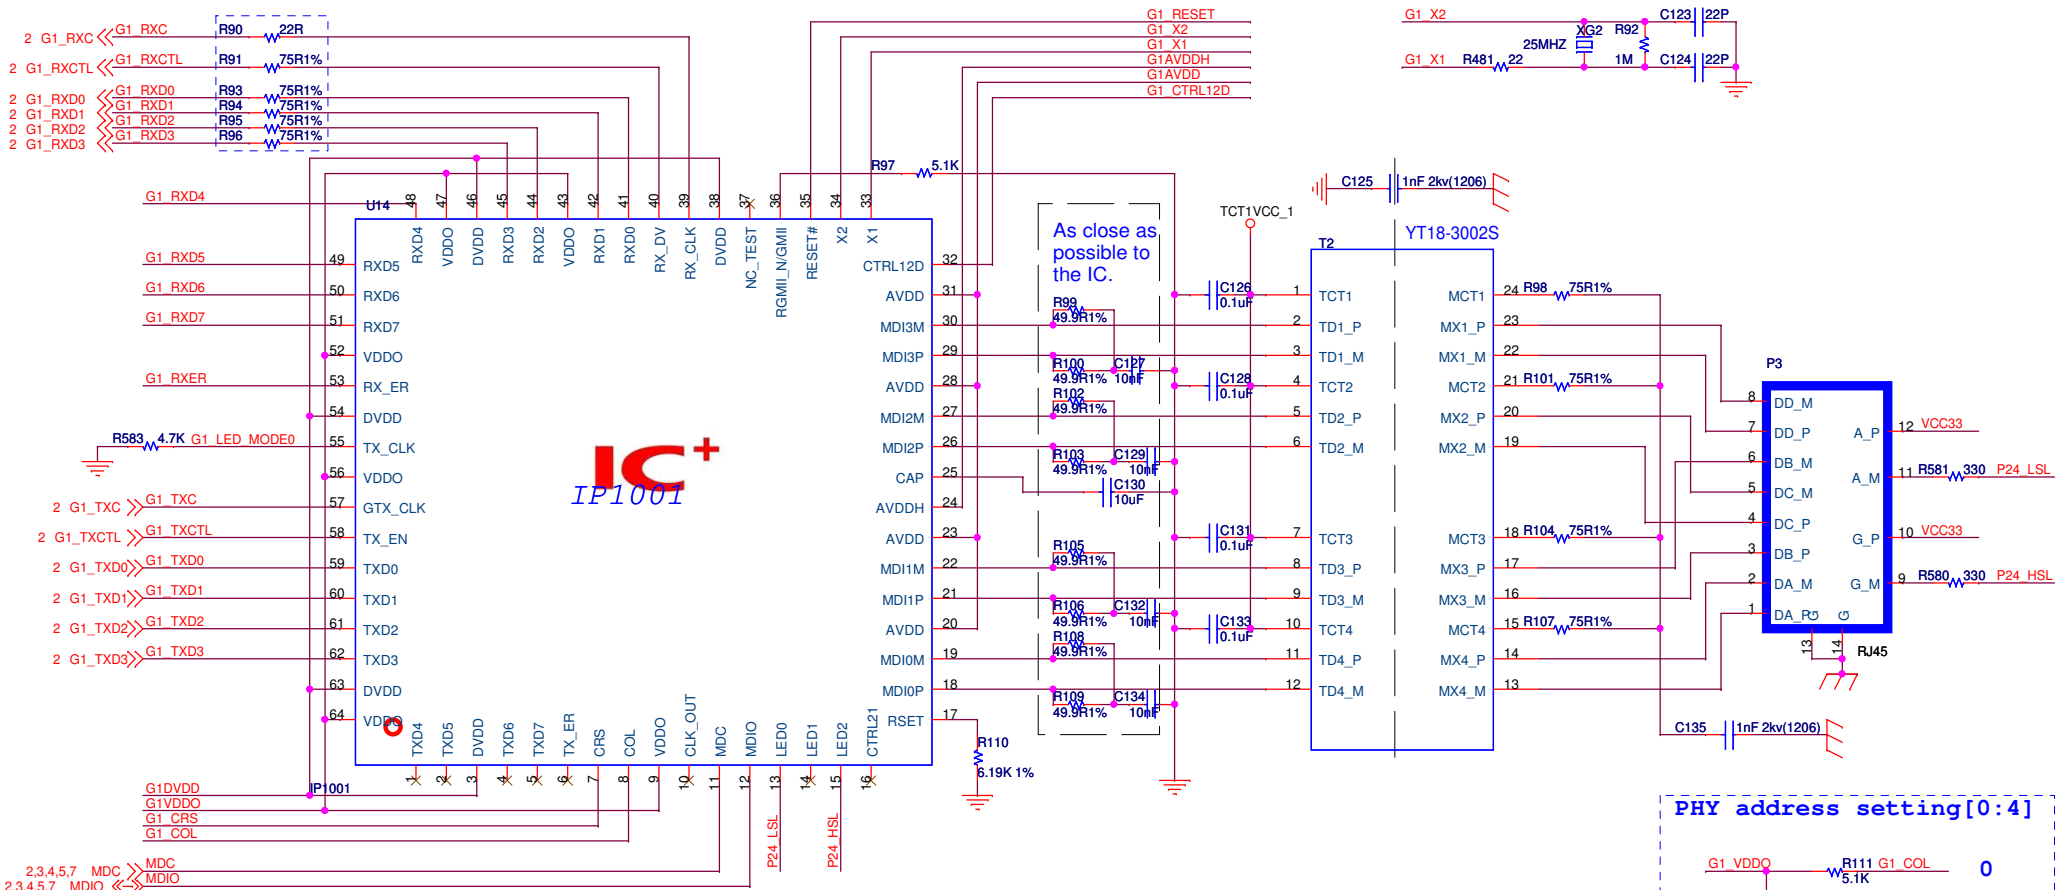 2 G1_RXC G1_RXC R90 22R
2 G1_RXCTL G1_RXCTL R91 75R1%
2 G1_RXD0 G1_RXD0 R93 75R1%
2 G1_RXD1 G1_RXD1 R94 75R1%
2 G1_RXD2 G1_RXD2 R95 75R1%
2 G1_RXD3 G1_RXD3 R96 75R1%
G1_RESET
G1_X2
G1_X1
G1AVDDH
G1AVDD
G1_CTRL12D
G1_X2 C123 22P
XG2 R92
25MHZ
1M
G1_X1 R481 22 C124 22P
R97 5.1K
G1_RXD4
U14
48 47 46 45 44 43 42 41 40 39 38 37 36 35 34 33
RXD4 VDDO DVDD RXD3 RXD2 VDDO RXD1 RXD0 RX_DV RX_CLK DVDD NC_TEST RGMII_N/GMII RESET# X2 X1
G1_RXD5 49 RXD5
G1_RXD6 50 RXD6
G1_RXD7 51 RXD7
52 VDDO
G1_RXER 53 RX_ER
54 DVDD
R583 4.7K G1_LED_MODE0 55 TX_CLK
56 VDDO
2 G1_TXC G1_TXC 57 GTX_CLK
2 G1_TXCTL G1_TXCTL 58 TX_EN
2 G1_TXD0 G1_TXD0 59 TXD0
2 G1_TXD1 G1_TXD1 60 TXD1
2 G1_TXD2 G1_TXD2 61 TXD2
2 G1_TXD3 G1_TXD3 62 TXD3
63 DVDD
64 VDDO
IC+
IP1001
CTRL12D 32
AVDD 31
MDI3M 30
MDI3P 29
AVDD 28
MDI2M 27
MDI2P 26
CAP 25
AVDDH 24
AVDD 23
MDI1M 22
MDI1P 21
AVDD 20
MDI0M 19
MDI0P 18
RSET 17
TXD4 TXD5 DVDD TXD6 TXD7 TX_ER CRS COL VDDO CLK_OUT MDC MDIO LED0 LED1 LED2 CTRL21
1 2 3 4 5 6 7 8 9 10 11 12 13 14 15 16
IP1001
G1DVDD
G1VDDO
G1_CRS
G1_COL
2,3,4,5,7 MDC MDC
2,3,4,5,7 MDIO MDIO
P24_LSL
P24_HSL
R110
6.19K 1%
As close as
possible to
the IC.
R99
49.9R1%
R100 C127
49.9R1% 10nF
R102
49.9R1%
R103 C129
49.9R1% 10nF
C130
10uF
R105
49.9R1%
R106 C132
49.9R1% 10nF
R108
49.9R1%
R109 C134
49.9R1% 10nF
C126
0.1uF
C128
0.1uF
C131
0.1uF
C133
0.1uF
TCT1VCC_1
C125 1nF 2kv(1206)
YT18-3002S
T2
1 TCT1 MCT1 24 R98 75R1%
2 TD1_P MX1_P 23
3 TD1_M MX1_M 22
4 TCT2 MCT2 21 R101 75R1%
5 TD2_P MX2_P 20
6 TD2_M MX2_M 19
7 TCT3 MCT3 18 R104 75R1%
8 TD3_P MX3_P 17
9 TD3_M MX3_M 16
10 TCT4 MCT4 15 R107 75R1%
11 TD4_P MX4_P 14
12 TD4_M MX4_M 13
C135 1nF 2kv(1206)
P3
8 DD_M
7 DD_P
6 DB_M
5 DC_M
4 DC_P
3 DB_P
2 DA_M
1 DA_P
A_P 12 VCC33
A_M 11 R581 330 P24_LSL
G_P 10 VCC33
G_M 9 R580 330 P24_HSL
G G
13 14
RJ45
PHY address setting[0:4]
G1_VDDO R111 G1_COL 0
5.1K